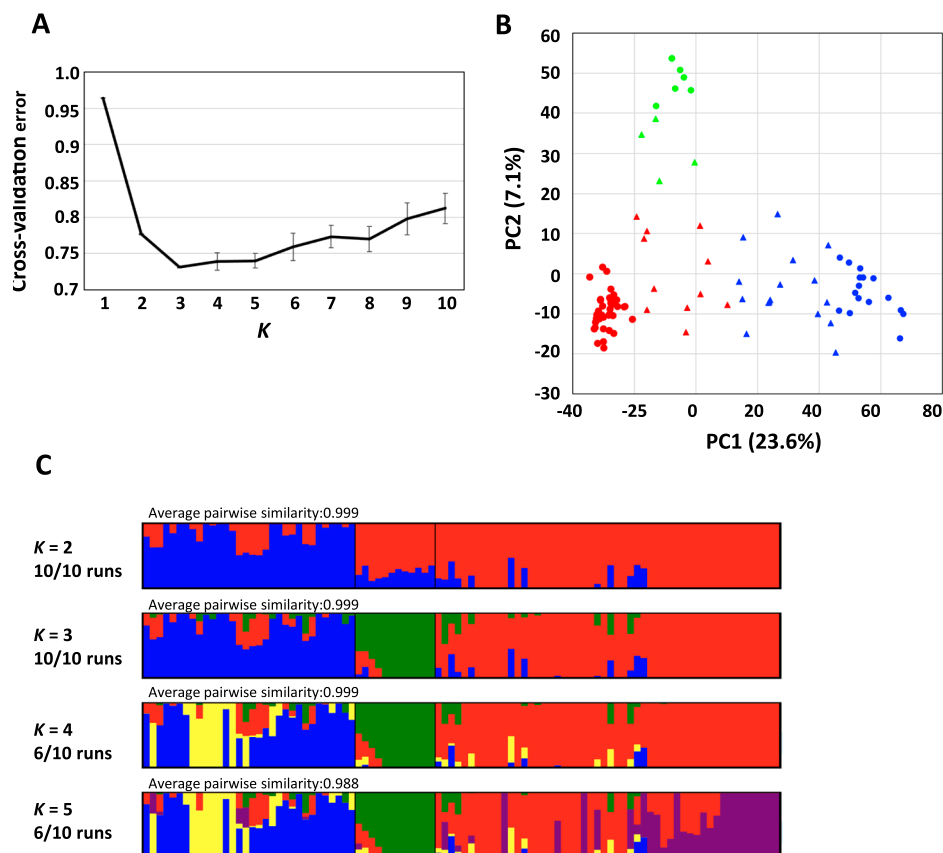 A
1.0
0.95
0.9
0.85
0.8
0.75
0.7
Cross-validation error
1 2 3 4 5 6 7 8 9 10
K
B
60
50
40
30
20
10
0
-10
-20
-30
PC2 (7.1%)
-40 -25 0 20 40 60 80
PC1 (23.6%)
C
Average pairwise similarity:0.999
K = 2
10/10 runs
Average pairwise similarity:0.999
K = 3
10/10 runs
Average pairwise similarity:0.999
K = 4
6/10 runs
Average pairwise similarity:0.988
K = 5
6/10 runs